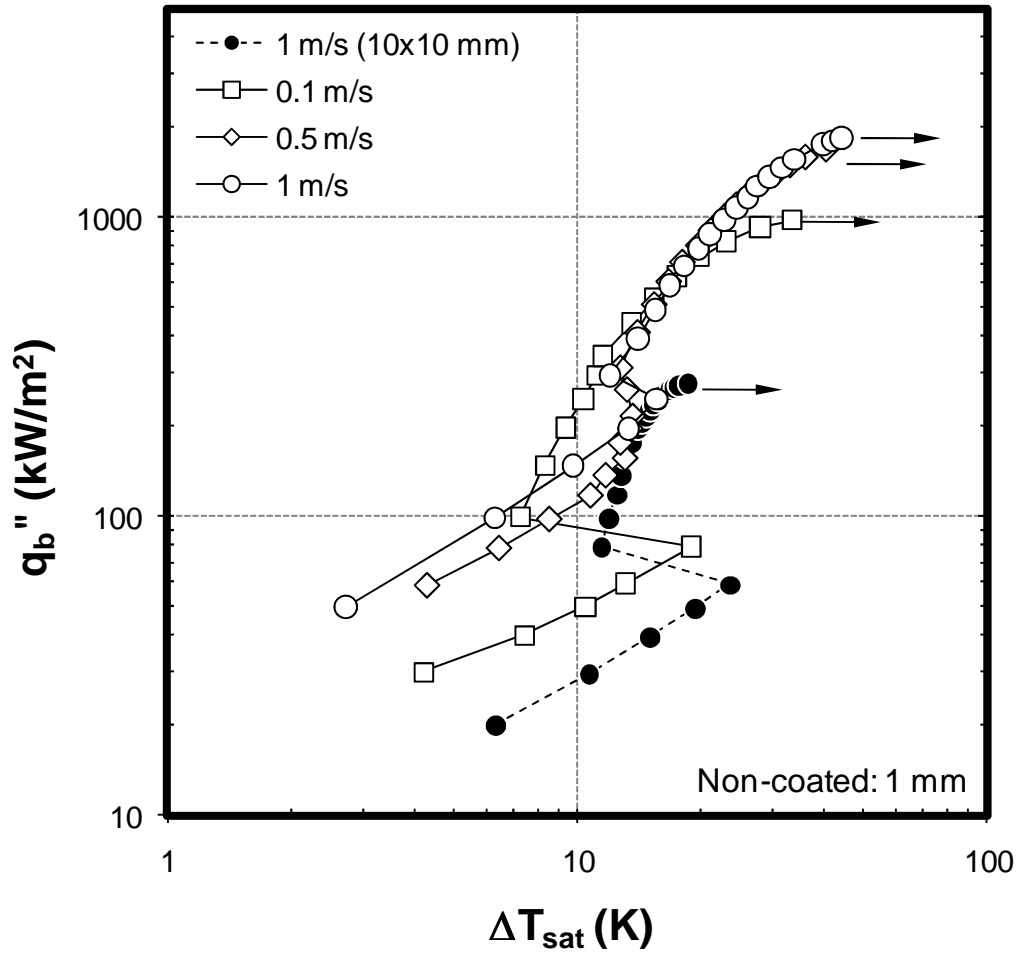 1 m/s (10x10 mm)
0.1 m/s
0.5 m/s
1 m/s
1000
100
10
q_b" (kW/m²)
Non-coated: 1 mm
1
10
100
ΔT_sat (K)